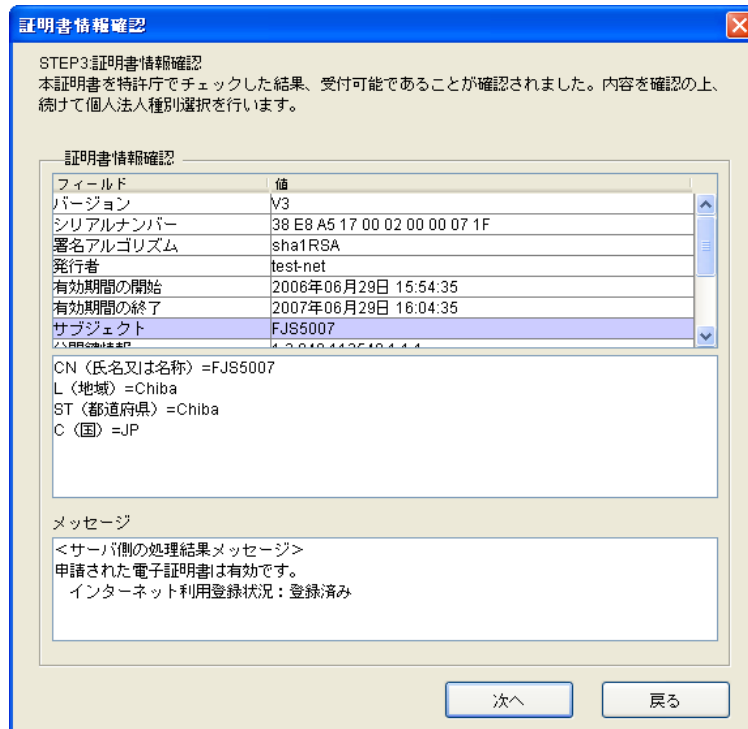 証明書情報確認
STEP3:証明書情報確認
本証明書を特許庁でチェックした結果、受付可能であることが確認されました。内容を確認の上、
続けて個人法人種別選択を行います。
証明書情報確認
フィールド 値
バージョン V3
シリアルナンバー 38 E8 A5 17 00 02 00 00 07 1F
署名アルゴリズム sha1RSA
発行者 test-net
有効期間の開始 2006年06月29日 15:54:35
有効期間の終了 2007年06月29日 16:04:35
サブジェクト FJS5007
CN（氏名又は名称）=FJS5007
L（地域）=Chiba
ST（都道府県）=Chiba
C（国）=JP
メッセージ
<サーバ側の処理結果メッセージ>
申請された電子証明書は有効です。
インターネット利用登録状況：登録済み
次へ 戻る